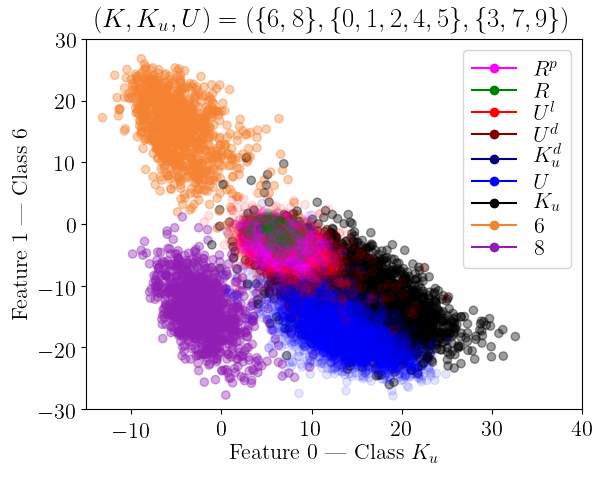 (K, K_u, U) = ({6, 8}, {0, 1, 2, 4, 5}, {3, 7, 9})
30
20
10
0
−10
−20
−30
−10
0
10
20
30
40
Feature 1 — Class 6
Feature 0 — Class K_u
R^p
R
U^l
U^d
K_u^d
U
K_u
6
8